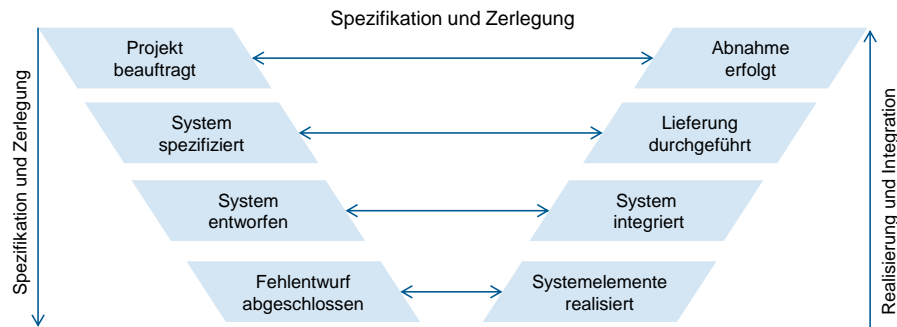 Spezifikation und Zerlegung
Projekt
beauftragt
Abnahme
erfolgt
System
spezifiziert
Lieferung
durchgeführt
System
entworfen
System
integriert
Fehlentwurf
abgeschlossen
Systemelemente
realisiert
Spezifikation und Zerlegung
Realisierung und Integration